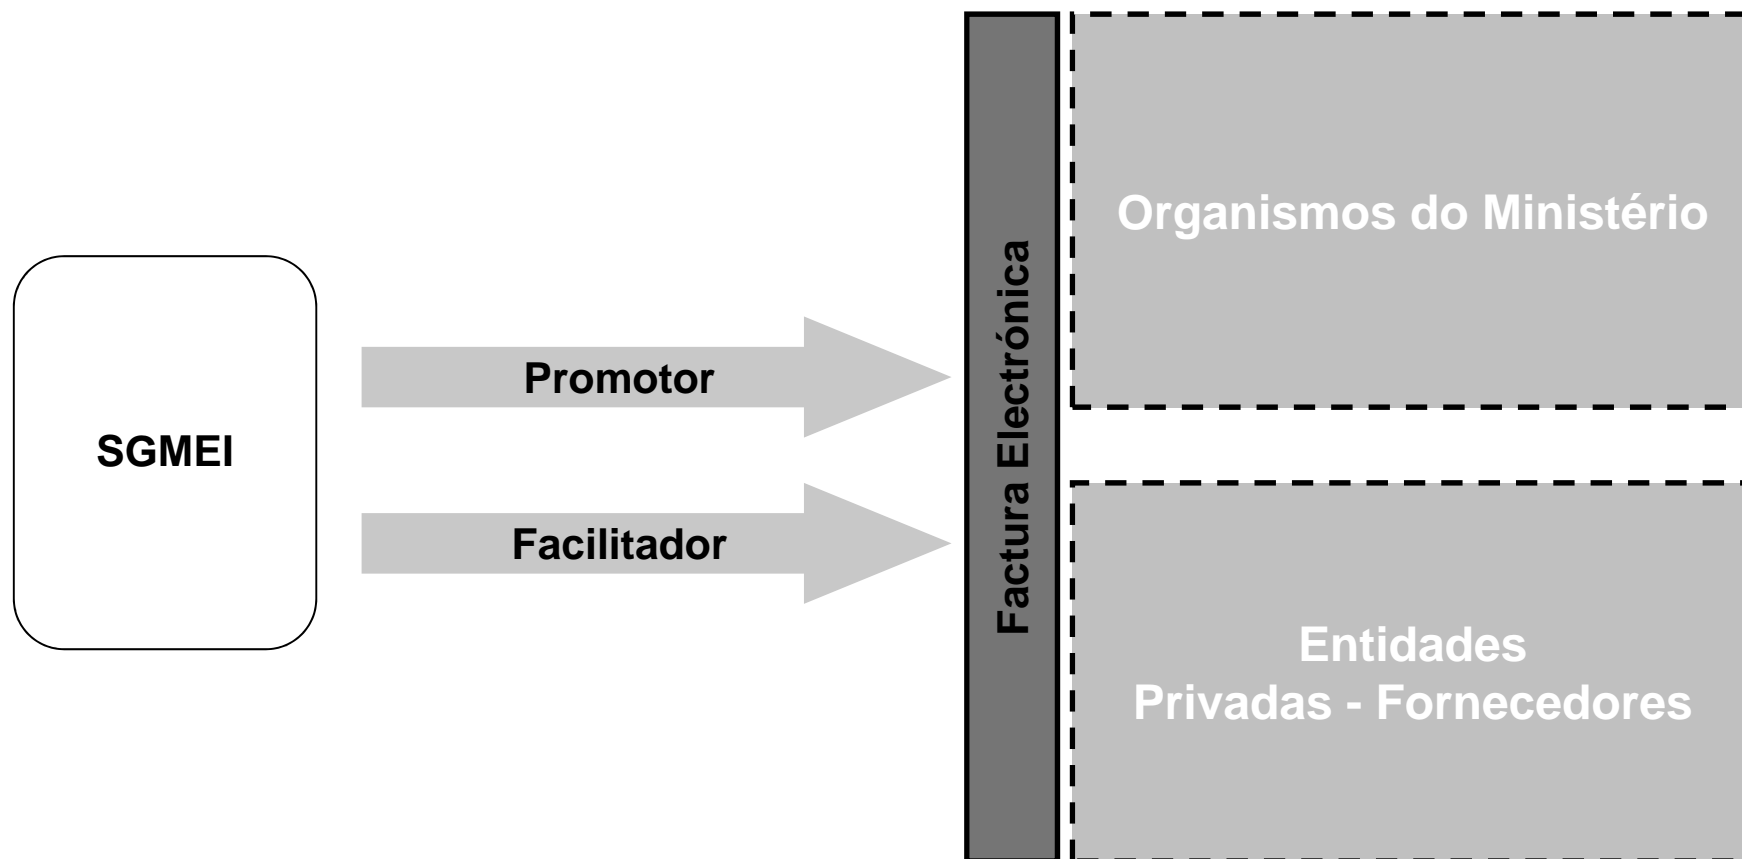 SGMEI
Promotor
Facilitador
Factura Electrónica
Organismos do Ministério
Entidades
Privadas - Fornecedores